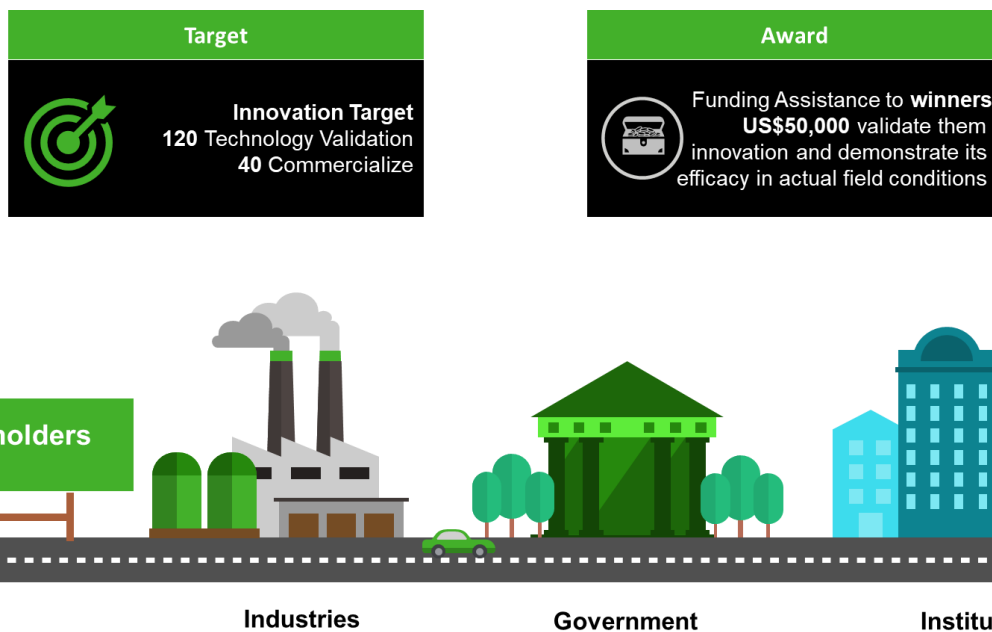 Target
Innovation Target
120 Technology Validation
40 Commercialize
Award
Funding Assistance to winners
US$50,000 validate them
innovation and demonstrate its
efficacy in actual field conditions
holders
Industries
Government
Institu